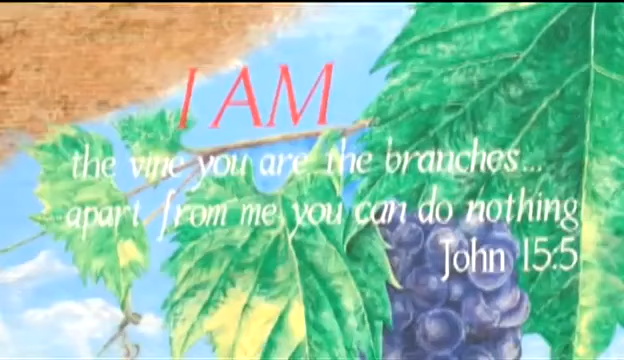 I AM
the vine you are the branches...
apart from me you can do nothing
John 15:5